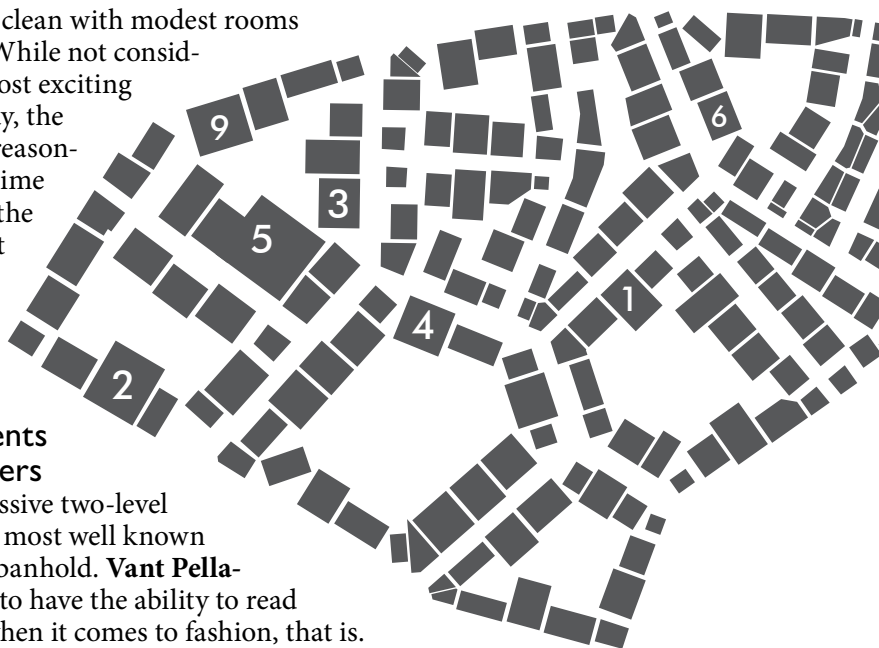 clean with modest rooms
While not consid-
ost exciting
y, the
reason-
ime
the
t
ents
ers
ssive two-level
most well known
banhold. Vant Pella-
to have the ability to read
when it comes to fashion, that is.
9
6
3
5
1
4
2